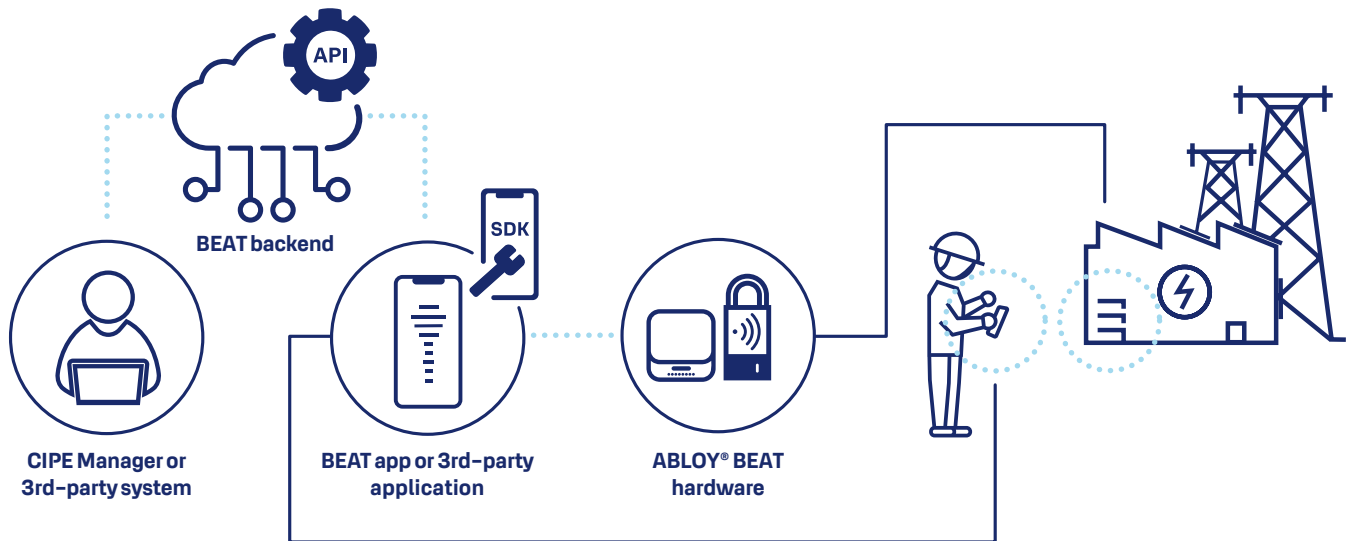 API
BEAT backend
SDK
CIPE Manager or
3rd-party system
BEAT app or 3rd-party
application
ABLOY® BEAT
hardware